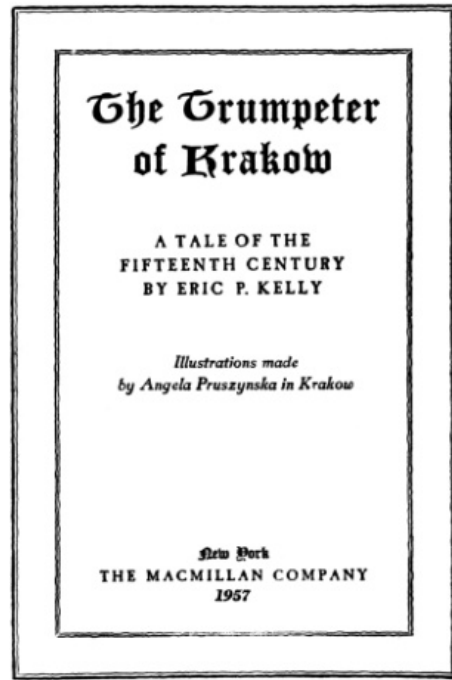 The Trumpeter
of Krakow
A TALE OF THE
FIFTEENTH CENTURY
BY ERIC P. KELLY
Illustrations made
by Angela Pruszynska in Krakow
New York
THE MACMILLAN COMPANY
1957